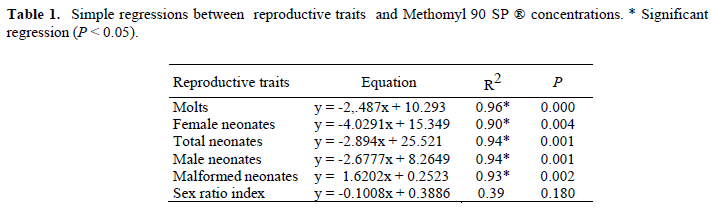 Table 1. Simple regressions between reproductive traits and Methomyl 90 SP ® concentrations. * Significant
regression (P < 0.05).
Reproductive traits Equation R² P
Molts y = -2,.487x + 10.293 0.96* 0.000
Female neonates y = -4.0291x + 15.349 0.90* 0.004
Total neonates y = -2.894x + 25.521 0.94* 0.001
Male neonates y = -2.6777x + 8.2649 0.94* 0.001
Malformed neonates y = 1.6202x + 0.2523 0.93* 0.002
Sex ratio index y = -0.1008x + 0.3886 0.39 0.180